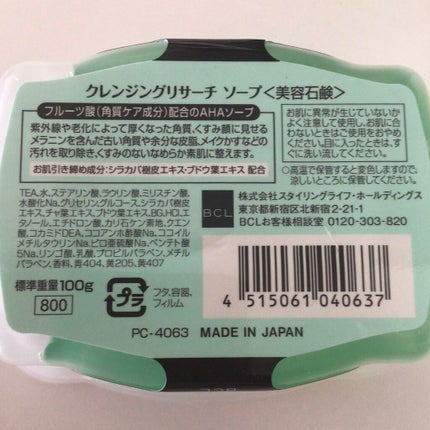 クレンジングリサーチ ソープ<美容石鹸>
フルーツ酸(角質ケア成分)配合のAHAソープ
紫外線や老化によって厚くなった角質、くすみ顔に見せる
メラニンを含んだ古い角質や余分な皮脂、メイクかすなどの
汚れを取り除き、くすみのないなめらか素肌に整えます。
お肌引き締め成分:シラカバ樹皮エキス・ブドウ葉エキス 配合
お肌に異常が生じていないか
よく注意して使用し、お肌に合
わないときはご使用をおやめ
ください。目に入ったときは、す
ぐに洗い流してください。
○高温で保管すると変形しますので、
涼しいところに保管してください。
TEA、水、ステアリン酸、ラウリン酸、ミリスチン酸、
水酸化Na、グリセリルグルコース、シラカバ樹皮
エキス、チャ葉エキス、ブドウ葉エキス、BG、HCl、エ
タノール、エチドロン酸、カリ石ケン素地、クエン
酸、コカミドDEA、ココアンホ酢酸Na、ココイル
メチルタウリンNa、ピロ亜硫酸Na、ペンテト酸
5Na、リンゴ酸、乳酸、プロピルパラベン、メチル
パラベン、香料、青404、黄205、黄407
標準重量100g
800
プラ
フタ、容器、
フィルム
BCL
株式会社スタイリングライフ・ホールディングス
東京都新宿区北新宿2-21-1
BCLお客様相談室 0120-303-820
4 515061 040637
PC-4063 MADE IN JAPAN